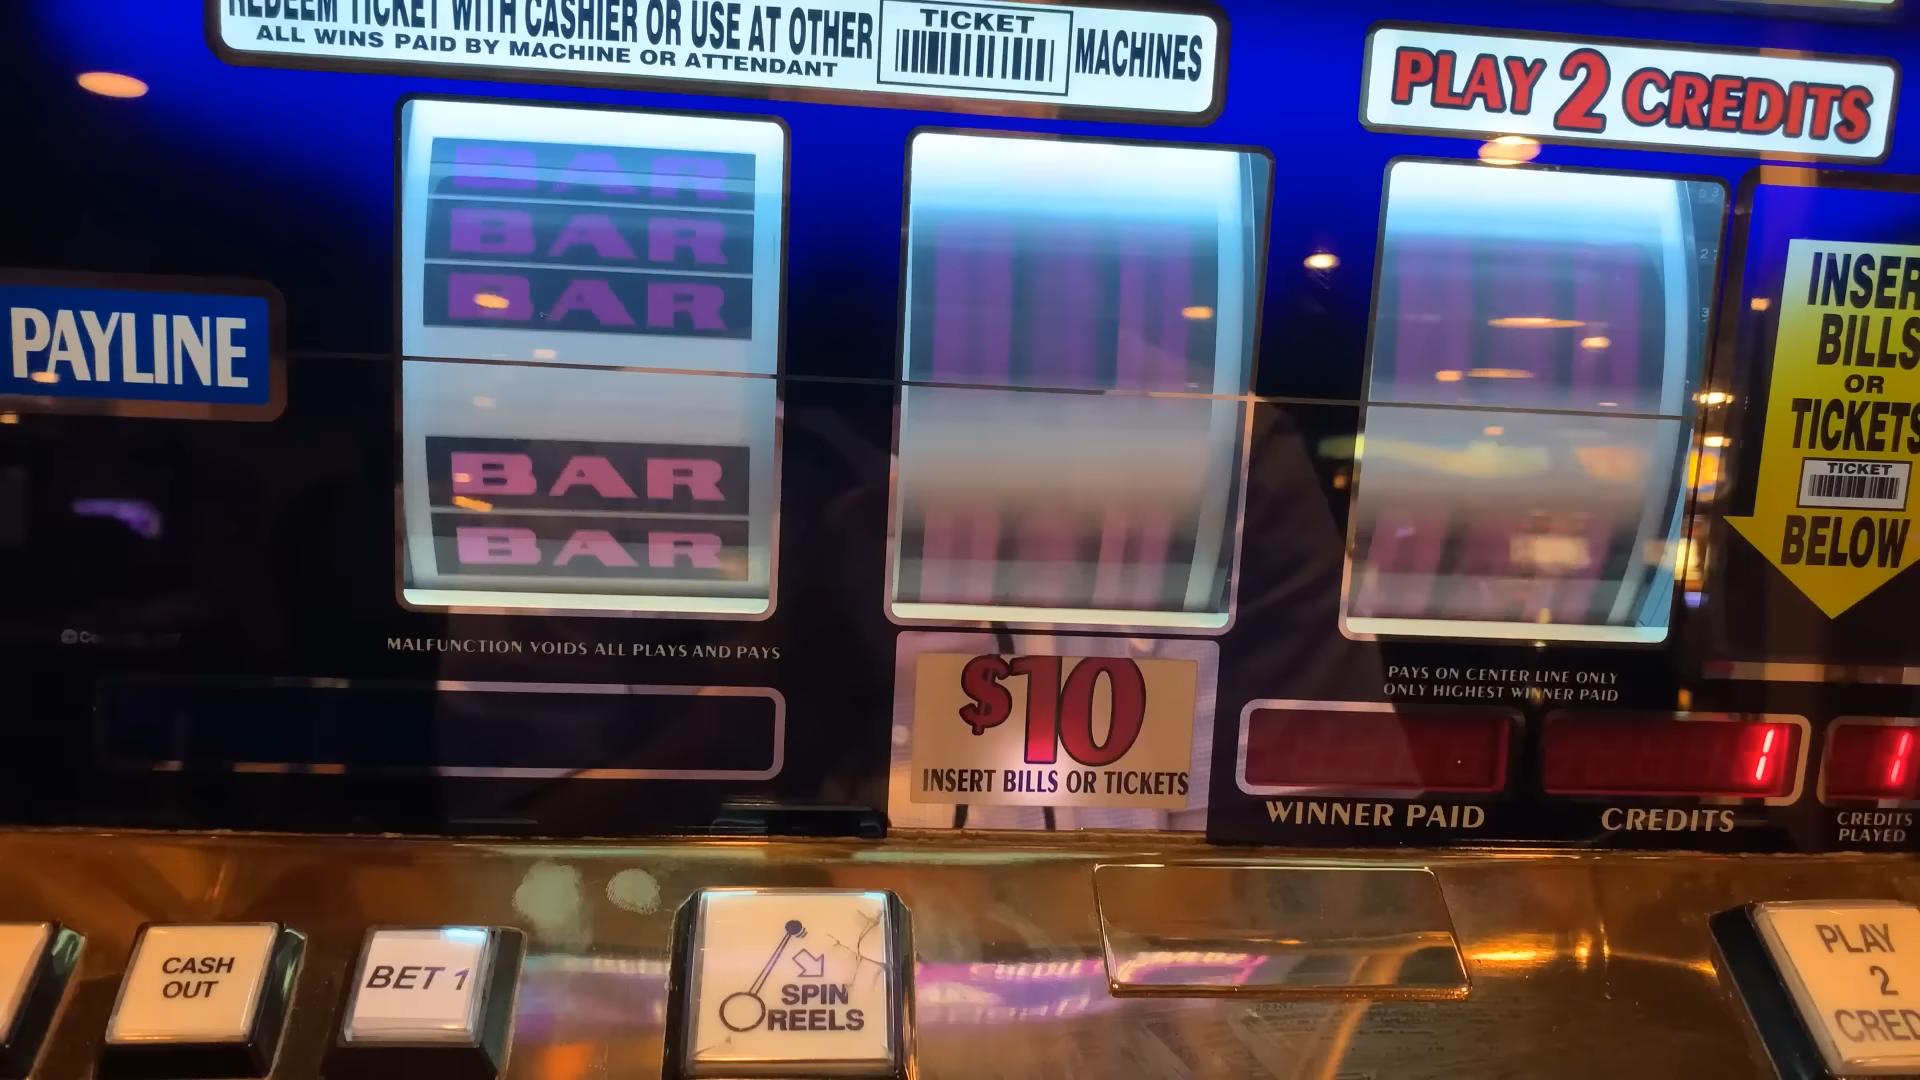 REDEEM TICKET WITH CASHIER OR USE AT OTHER
ALL WINS PAID BY MACHINE OR ATTENDANT
TICKET
MACHINES
PLAY 2 CREDITS
BAR
BAR
BAR
PAYLINE
BAR
BAR
INSER
BILLS
OR
TICKETS
TICKET
BELOW
MALFUNCTION VOIDS ALL PLAYS AND PAYS
$10
INSERT BILLS OR TICKETS
PAYS ON CENTER LINE ONLY
ONLY HIGHEST WINNER PAID
1
1
WINNER PAID
CREDITS
CREDITS
PLAYED
CASH
OUT
BET 1
SPIN
REELS
PLAY
2
CRED